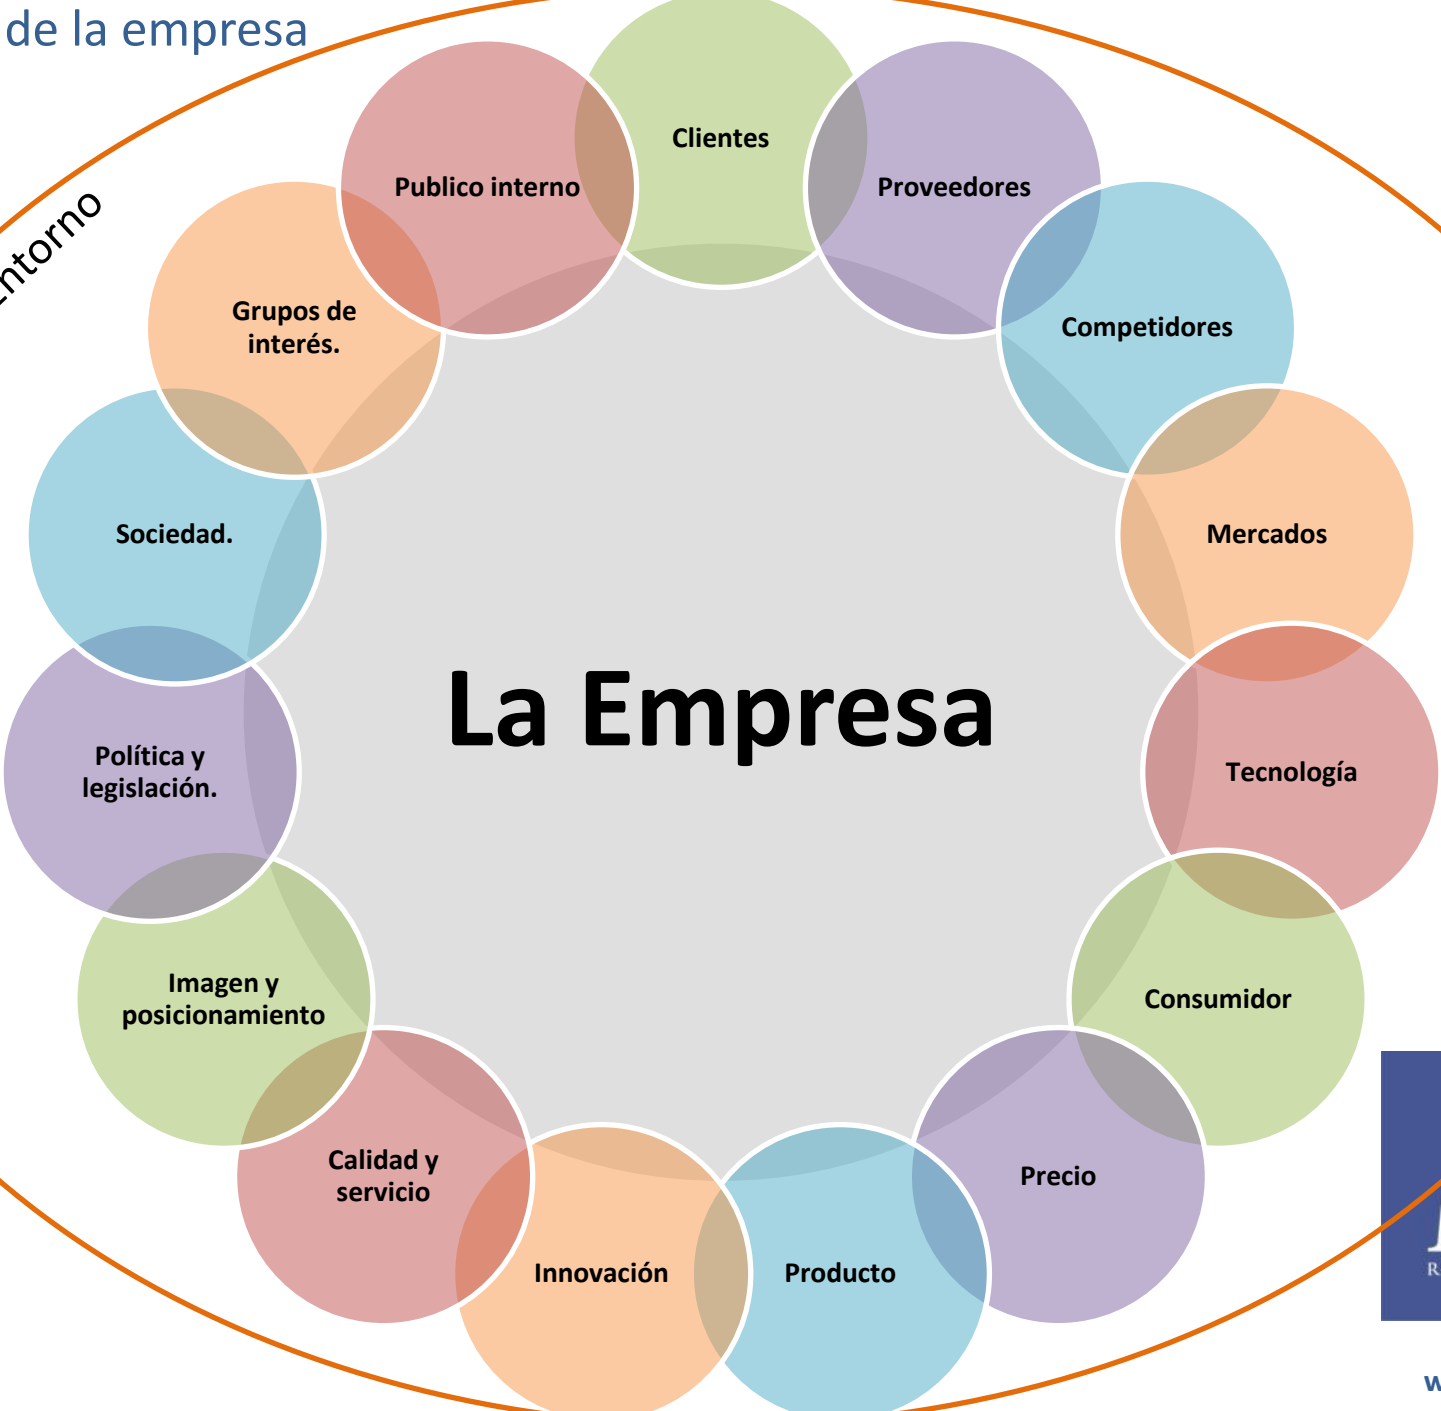 de la empresa
Entorno
Clientes
Publico interno
Proveedores
Grupos de
interés.
Competidores
Sociedad.
Mercados
La Empresa
Política y
legislación.
Tecnología
Imagen y
posicionamiento
Consumidor
Calidad y
servicio
Precio
Innovación
Producto